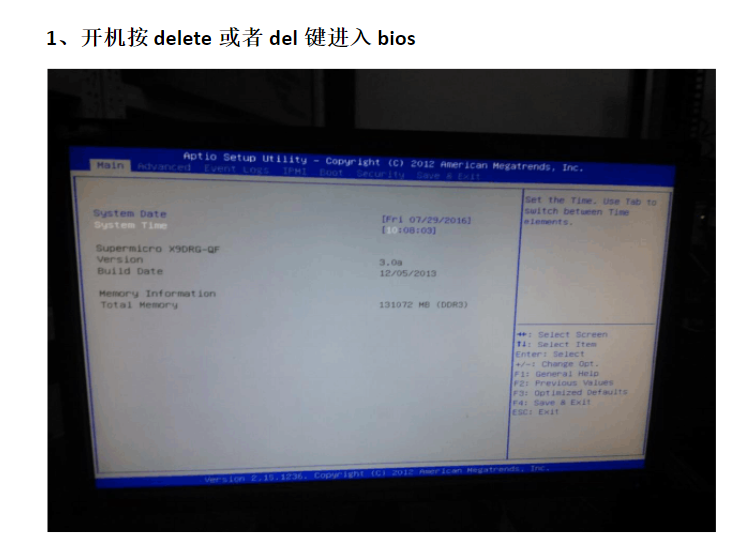 1、开机按 delete 或者 del 键进入 bios
Aptio Setup Utility - Copyright (C) 2012 American Megatrends, Inc.
Main Advanced Event Logs IPMI Boot Security Save & Exit
System Date [Fri 07/29/2016]
System Time [10:08:03]
Supermicro X9DRG-QF
Version 3.0a
Build Date 12/05/2013
Memory Information
Total Memory 131072 MB (DDR3)
Set the Time. Use Tab to
switch between Time
elements.
→←: Select Screen
↑↓: Select Item
Enter: Select
+/-: Change Opt.
F1: General Help
F2: Previous Values
F3: Optimized Defaults
F4: Save & Exit
ESC: Exit
Version 2.15.1236. Copyright (C) 2012 American Megatrends, Inc.